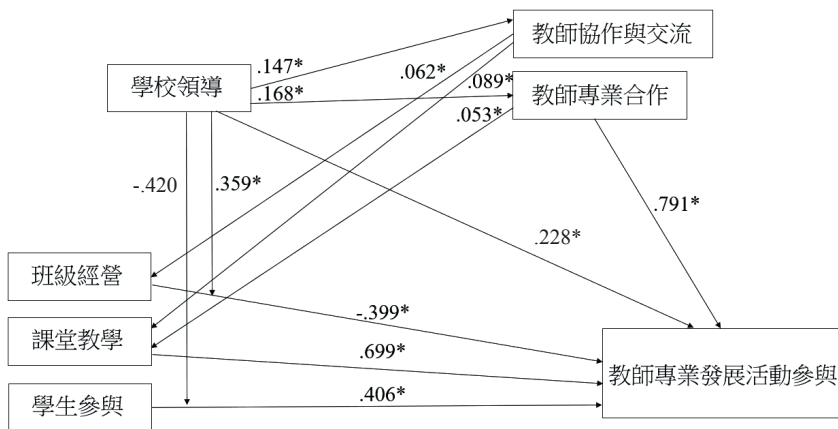 教師協作與交流
.147*
.062*
學校領導
.168*
.089*
教師專業合作
.053*
-.420
.359*
.791*
.228*
班級經營
-.399*
課堂教學
.699*
教師專業發展活動參與
學生參與
.406*